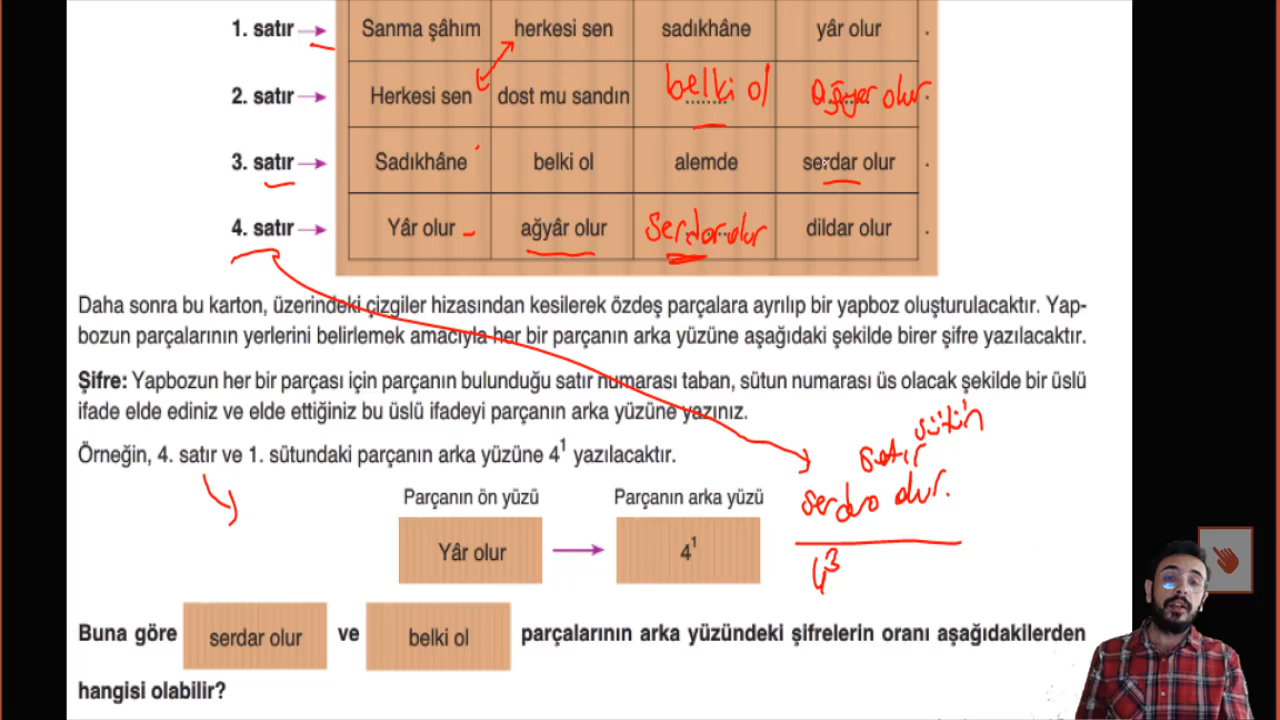 1. satır Sanma şâhım herkesi sen sadıkhâne yâr olur .
2. satır Herkesi sen dost mu sandın belki ol ağyar olur .
3. satır Sadıkhâne belki ol alemde serdar olur .
4. satır Yâr olur ağyâr olur serdar olur dildar olur .
Daha sonra bu karton, üzerindeki çizgiler hizasından kesilerek özdeş parçalara ayrılıp bir yapboz oluşturulacaktır. Yap-
bozun parçalarının yerlerini belirlemek amacıyla her bir parçanın arka yüzüne aşağıdaki şekilde birer şifre yazılacaktır.
Şifre: Yapbozun her bir parçası için parçanın bulunduğu satır numarası taban, sütun numarası üs olacak şekilde bir üslü
ifade elde ediniz ve elde ettiğiniz bu üslü ifadeyi parçanın arka yüzüne yazınız.
sütün
Örneğin, 4. satır ve 1. sütundaki parçanın arka yüzüne 4¹ yazılacaktır.
satır
Parçanın ön yüzü Parçanın arka yüzü
olur.
Yâr olur 4¹
4³
Buna göre serdar olur ve belki ol parçalarının arka yüzündeki şifrelerin oranı aşağıdakilerden
hangisi olabilir?